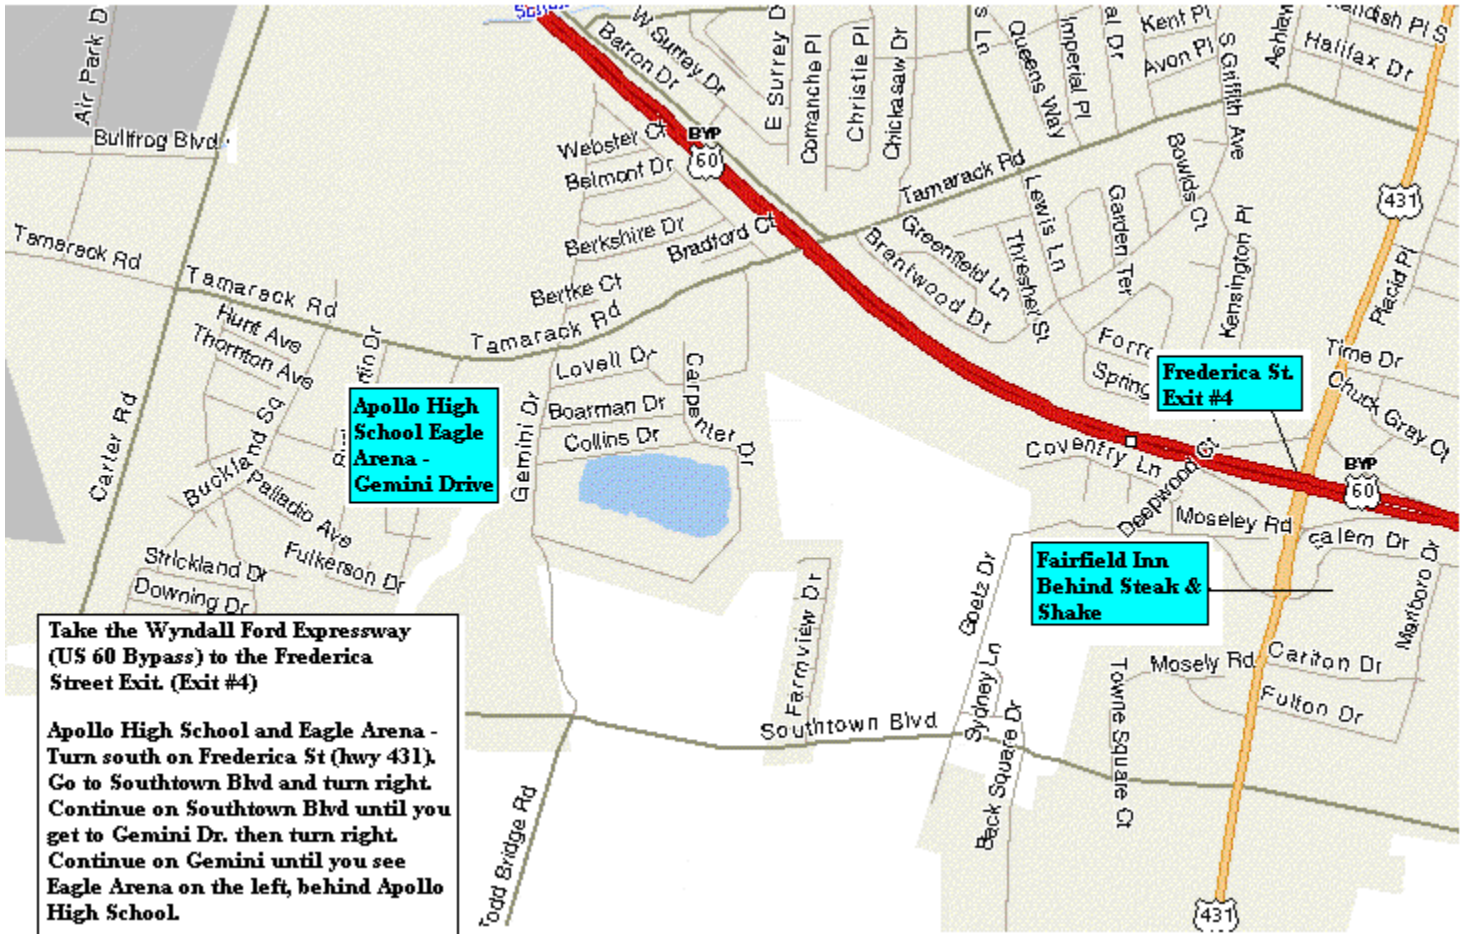 Air Park D
Bullfrog Blvd
Tamarack Rd
Tamarack Rd
Hunt Ave
Thornton Ave
Carter Rd
Buckland Sq
Palladio Ave
Strickland Dr
Fulkerson Dr
Downing Dr
Barron Dr
W Surrey Dr
E Surrey D
Comanche Pl
Christie Pl
Chickasaw Dr
s Ln
Queens Way
Imperial Pl
al Dr
Kent Pl
Avon Pl
S Griffith Ave
Ashlaw
andish Pl S
Halifax Dr
Webster Ct
BYP
60
Belmont Dr
Berkshire Dr
Bradford Ct
Bertke Ct
Tamarack Rd
Tamarack Rd
Lewis Ln
Bowlds Ct
Garden Ter
Greenfield Ln
Brantwood Dr
Thresher St
Kensington Pl
431
Placid Pl
Forre
Spring
Time Dr
Chuck Gray Ct
Frederica St.
Exit #4
tin Dr
Apollo High
School Eagle
Arena -
Gemini Drive
Lovell Dr
Boarman Dr
Collins Dr
Carpenter Dr
Gemini Dr
Coventry Ln
Deepwood Ct
BYP
60
Moseley Rd
Salem Dr
Marlboro Dr
Fairfield Inn
Behind Steak &
Shake
Goetz Dr
Farmview Dr
Sydney Ln
Back Square Dr
Southtown Blvd
Towne Square Ct
Mosely Rd
Carlton Dr
Fulton Dr
Todd Bridge Rd
431
Take the Wyndall Ford Expressway
(US 60 Bypass) to the Frederica
Street Exit. (Exit #4)
Apollo High School and Eagle Arena -
Turn south on Frederica St (hwy 431).
Go to Southtown Blvd and turn right.
Continue on Southtown Blvd until you
get to Gemini Dr. then turn right.
Continue on Gemini until you see
Eagle Arena on the left, behind Apollo
High School.